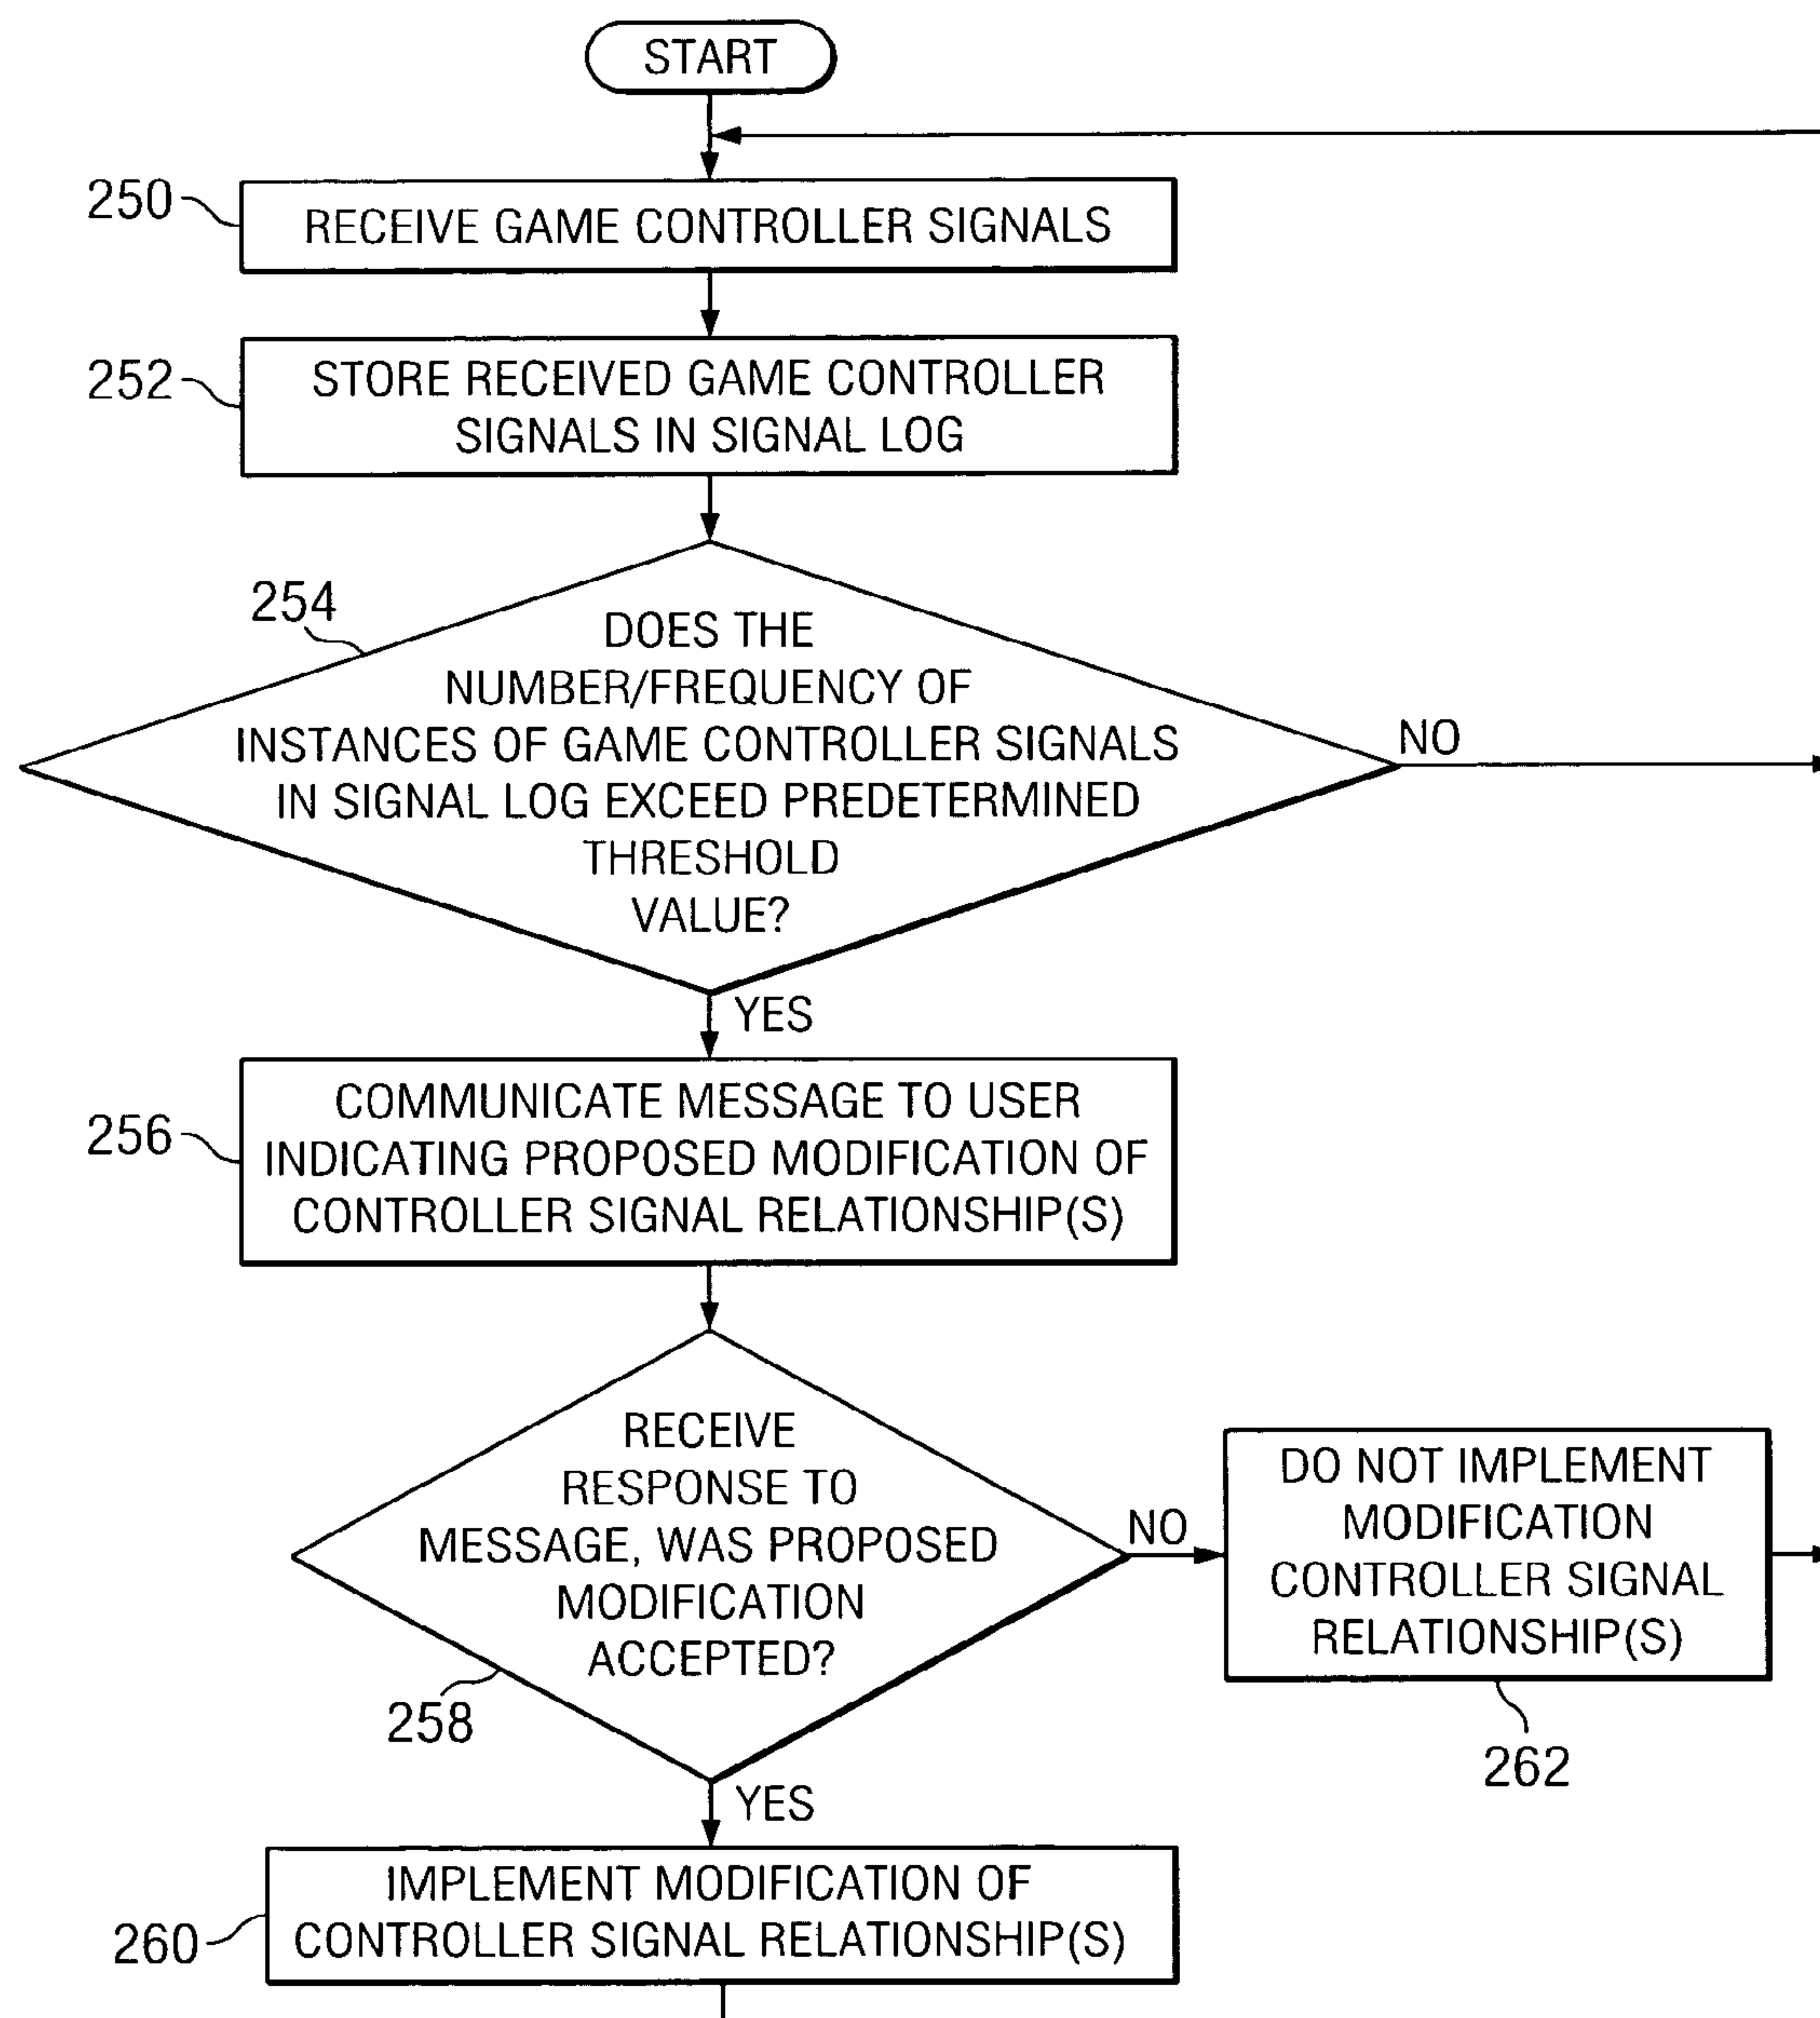 START
250
RECEIVE GAME CONTROLLER SIGNALS
252
STORE RECEIVED GAME CONTROLLER
SIGNALS IN SIGNAL LOG
254
DOES THE
NUMBER/FREQUENCY OF
INSTANCES OF GAME CONTROLLER SIGNALS
IN SIGNAL LOG EXCEED PREDETERMINED
THRESHOLD
VALUE?
NO
YES
256
COMMUNICATE MESSAGE TO USER
INDICATING PROPOSED MODIFICATION OF
CONTROLLER SIGNAL RELATIONSHIP(S)
RECEIVE
RESPONSE TO
MESSAGE, WAS PROPOSED
MODIFICATION
ACCEPTED?
258
NO
DO NOT IMPLEMENT
MODIFICATION
CONTROLLER SIGNAL
RELATIONSHIP(S)
262
YES
260
IMPLEMENT MODIFICATION OF
CONTROLLER SIGNAL RELATIONSHIP(S)